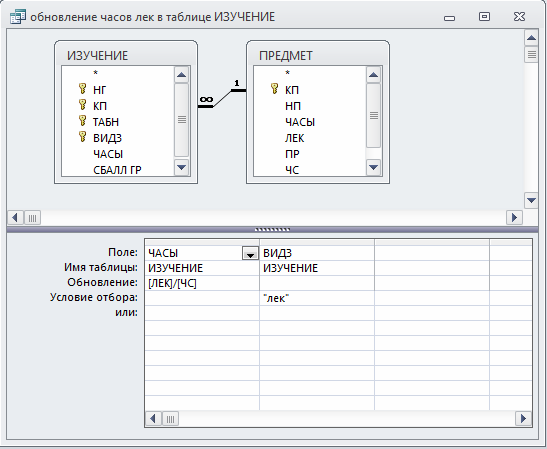 обновление часов лек в таблице ИЗУЧЕНИЕ
ИЗУЧЕНИЕ
*
НГ
КП
ТАБН
ВИДЗ
ЧАСЫ
СБАЛЛ ГР
∞ 1
ПРЕДМЕТ
*
КП
НП
ЧАСЫ
ЛЕК
ПР
ЧС
Поле: ЧАСЫ ВИДЗ
Имя таблицы: ИЗУЧЕНИЕ ИЗУЧЕНИЕ
Обновление: [ЛЕК]/[ЧС]
Условие отбора: "лек"
или: